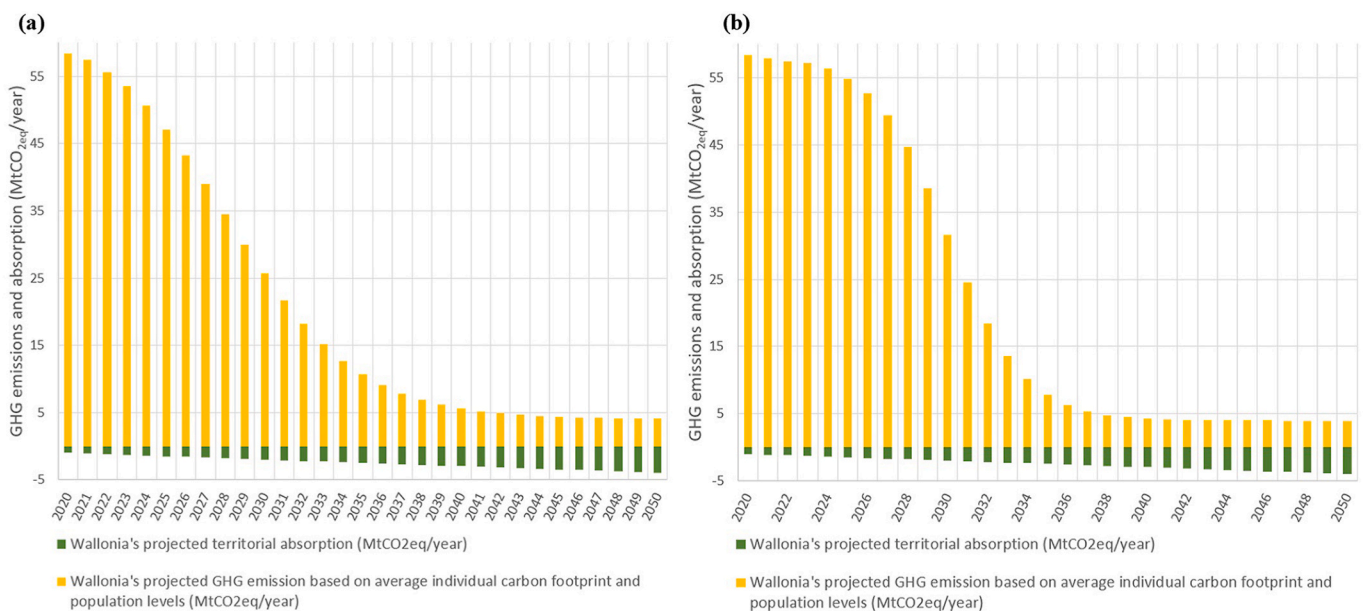 (a)
GHG emissions and absorption (MtCO2eq/year)
55
45
35
25
15
5
-5
2020 2021 2022 2023 2024 2025 2026 2027 2028 2029 2030 2031 2032 2033 2034 2035 2036 2037 2038 2039 2040 2041 2042 2043 2044 2045 2046 2047 2048 2049 2050
Wallonia's projected territorial absorption (MtCO2eq/year)
Wallonia's projected GHG emission based on average individual carbon footprint and
population levels (MtCO2eq/year)
(b)
GHG emissions and absorption (MtCO2eq/year)
55
45
35
25
15
5
-5
2020 2022 2024 2026 2028 2030 2032 2034 2036 2038 2040 2042 2044 2046 2048 2050
Wallonia's projected territorial absorption (MtCO2eq/year)
Wallonia's projected GHG emission based on average individual carbon footprint and
population levels (MtCO2eq/year)